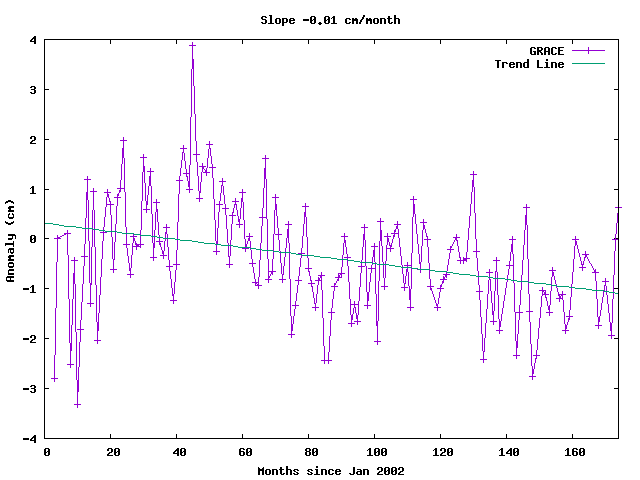 Slope -0.01 cm/month
GRACE
Trend Line
4
3
2
1
0
-1
-2
-3
-4
Anomaly (cm)
0 20 40 60 80 100 120 140 160
Months since Jan 2002